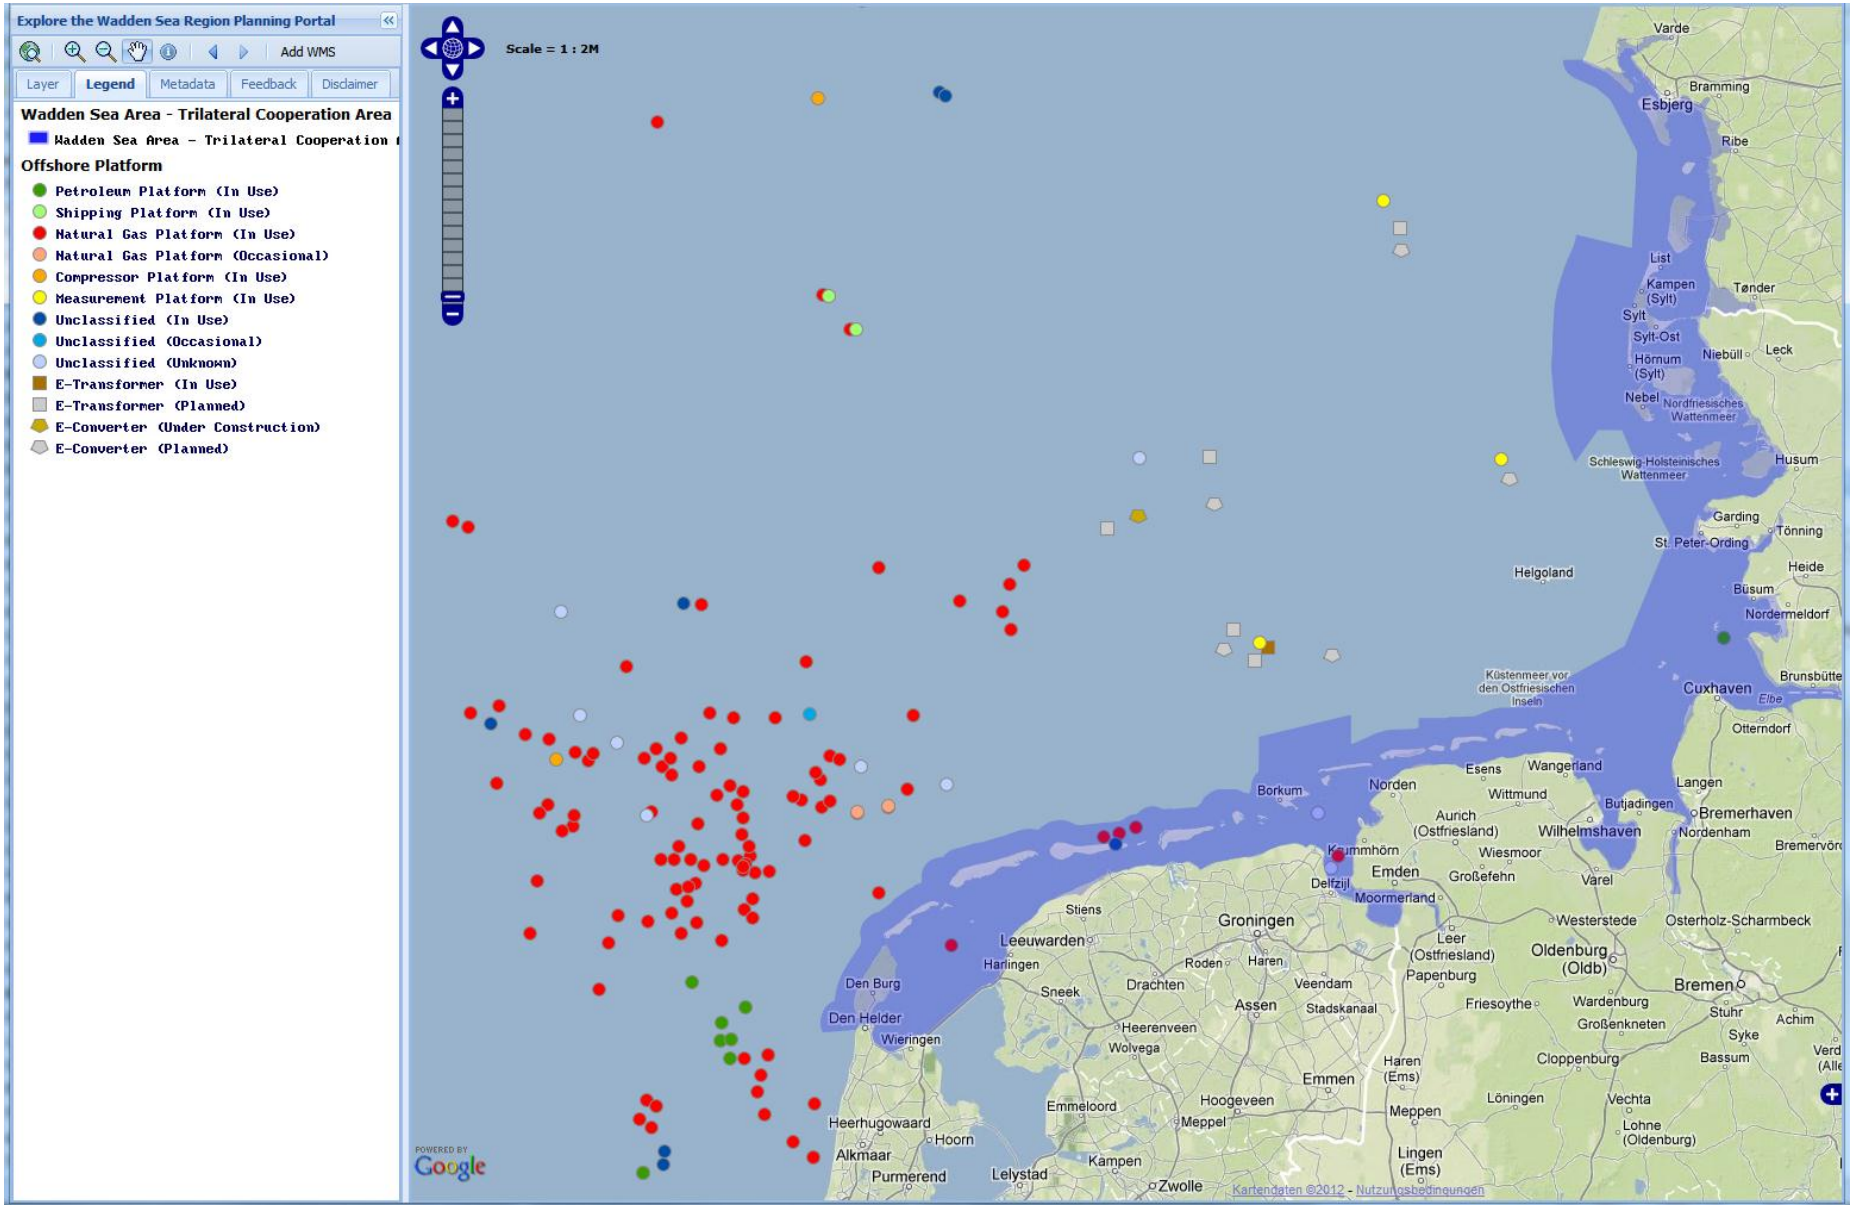 Explore the Wadden Sea Region Planning Portal
Add WMS
Layer
Legend
Metadata
Feedback
Disclaimer
Wadden Sea Area - Trilateral Cooperation Area
Wadden Sea Area - Trilateral Cooperation
Offshore Platform
Petroleum Platform (In Use)
Shipping Platform (In Use)
Natural Gas Platform (In Use)
Natural Gas Platform (Occasional)
Compressor Platform (In Use)
Measurement Platform (In Use)
Unclassified (In Use)
Unclassified (Occasional)
Unclassified (Unknown)
E-Transformer (In Use)
E-Transformer (Planned)
E-Converter (Under Construction)
E-Converter (Planned)
Scale = 1 : 2M
Varde
Bramming
Esbjerg
Ribe
List
Kampen
(Sylt)
Tønder
Sylt
Sylt-Ost
Niebüll
Leck
Hörnum
(Sylt)
Nebel
Nordfriesisches
Wattenmeer
Schleswig-Holsteinisches
Wattenmeer
Husum
Garding
Tönning
St. Peter-Ording
Heide
Helgoland
Büsum
Nordermeldorf
Küstenmeer vor
den Ostfriesischen
Inseln
Brunsbütte
Cuxhaven
Elbe
Otterndorf
Esens
Wangerland
Langen
Borkum
Norden
Wittmund
Butjadingen
Bremerhaven
Aurich
(Ostfriesland)
Wilhelmshaven
Nordenham
Krummhörn
Wiesmoor
Bremervör
Emden
Großefehn
Varel
Delfzijl
Moormerland
Stiens
Groningen
Westerstede
Osterholz-Scharmbeck
Leeuwarden
Leer
(Ostfriesland)
Oldenburg
(Oldb)
Harlingen
Roden
Haren
Papenburg
Den Burg
Drachten
Veendam
Bremen
Sneek
Assen
Stadskanaal
Friesoythe
Wardenburg
Stuhr
Achim
Den Helder
Heerenveen
Großenkneten
Syke
Wieringen
Wolvega
Haren
(Ems)
Cloppenburg
Bassum
Verd
(Alle
Emmen
Emmeloord
Hoogeveen
Meppen
Löningen
Vechta
Heerhugowaard
Meppel
Lohne
(Oldenburg)
Hoorn
POWERED BY
Google
Alkmaar
Kampen
Lingen
(Ems)
Purmerend
Lelystad
Zwolle
Kartendaten ©2012 - Nutzungsbedingungen